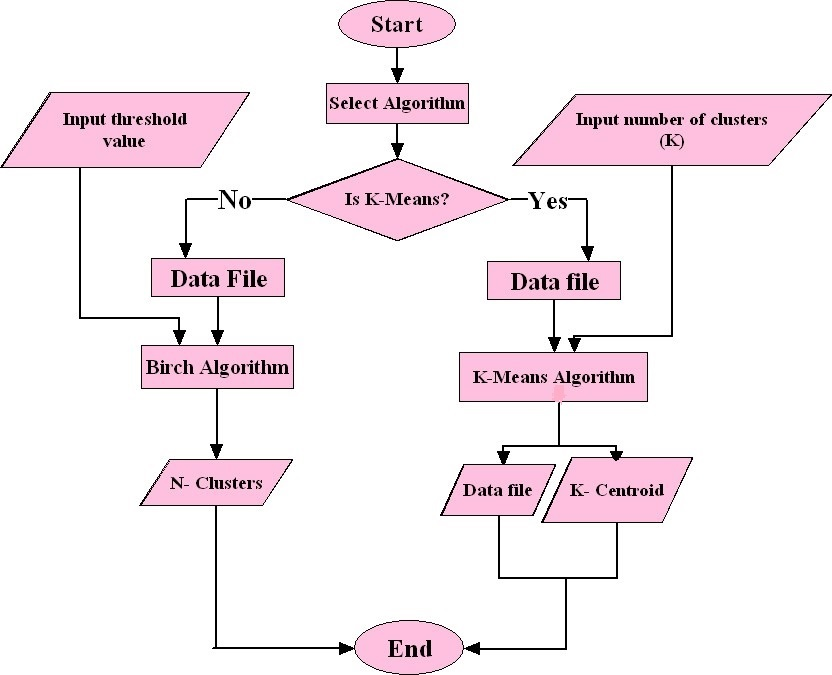 Start
Select Algorithm
Input threshold
value
Input number of clusters
(K)
Is K-Means?
No
Yes
Data File
Data file
Birch Algorithm
K-Means Algorithm
N- Clusters
Data file
K- Centroid
End